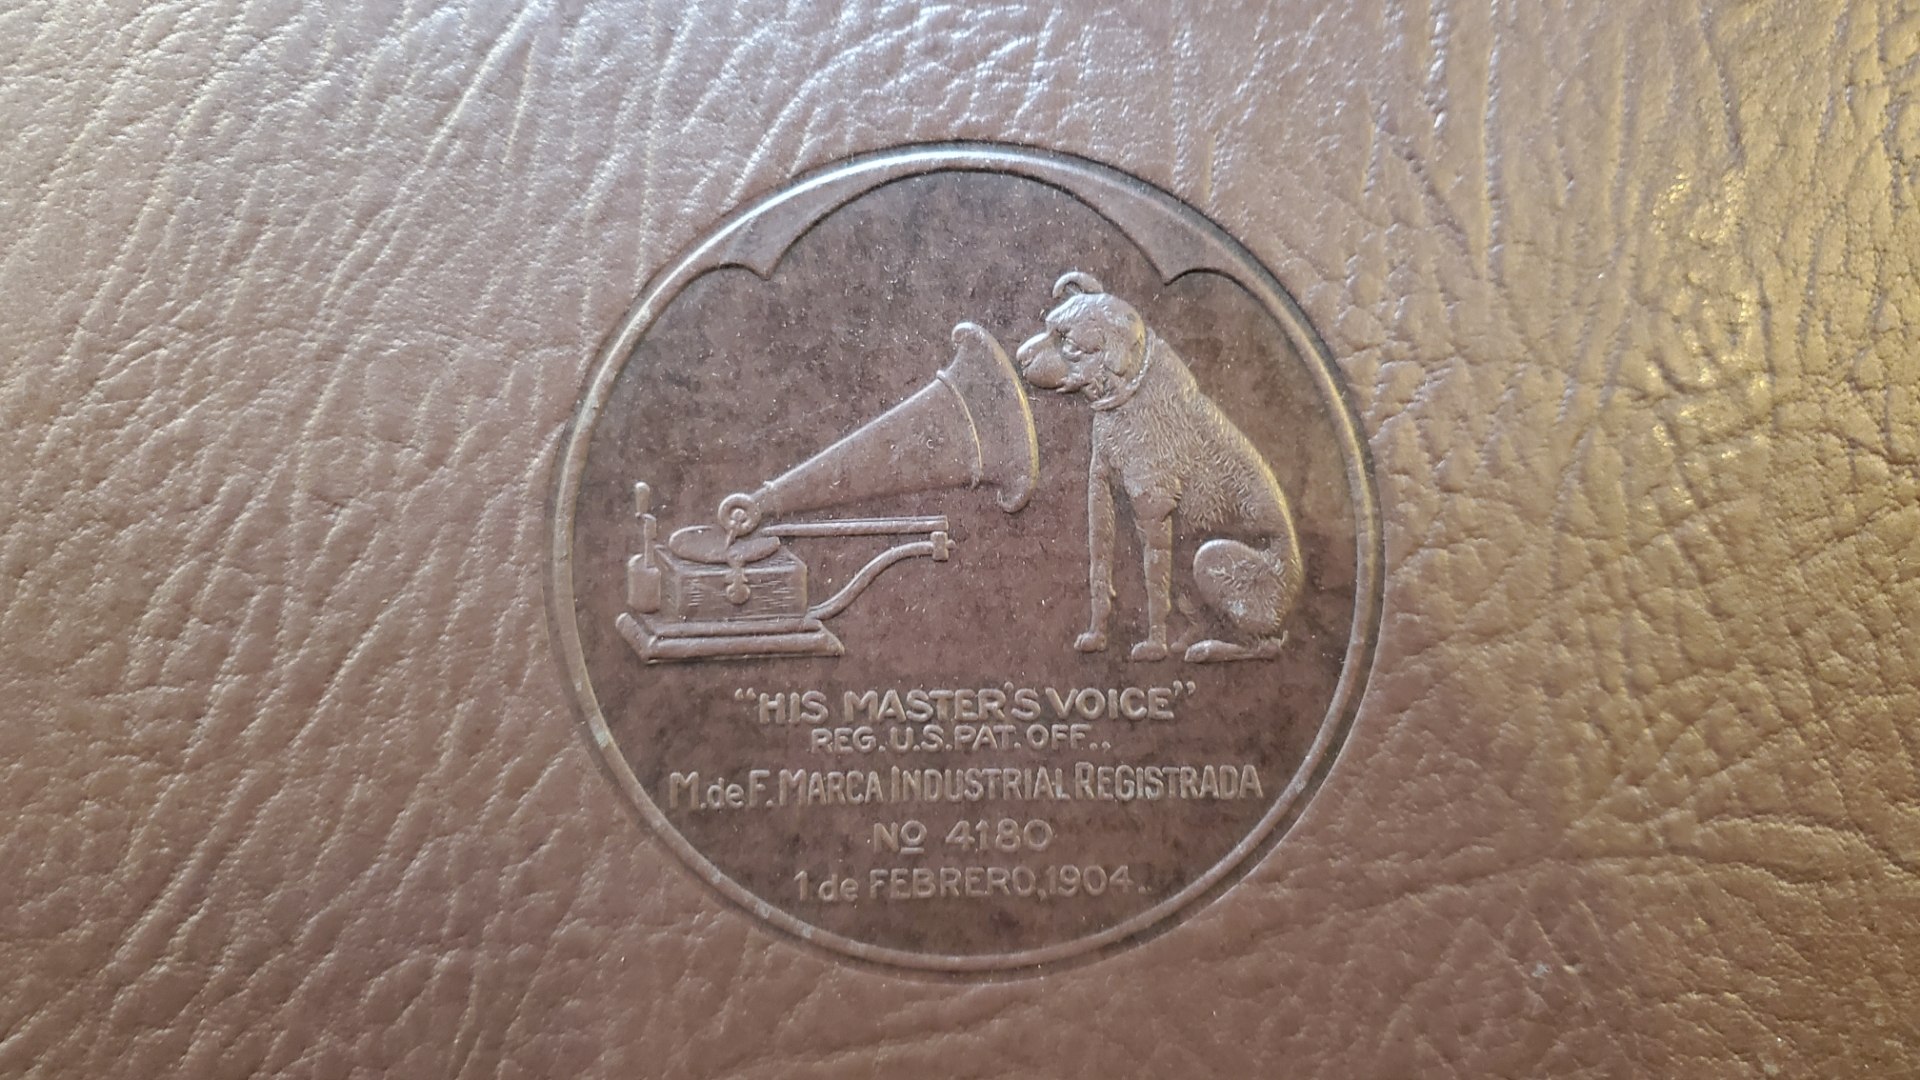 "HIS MASTER'S VOICE"
REG. U.S. PAT. OFF.,
M. de F. MARCA INDUSTRIAL REGISTRADA
Nº 4180
1 de FEBRERO, 1904.